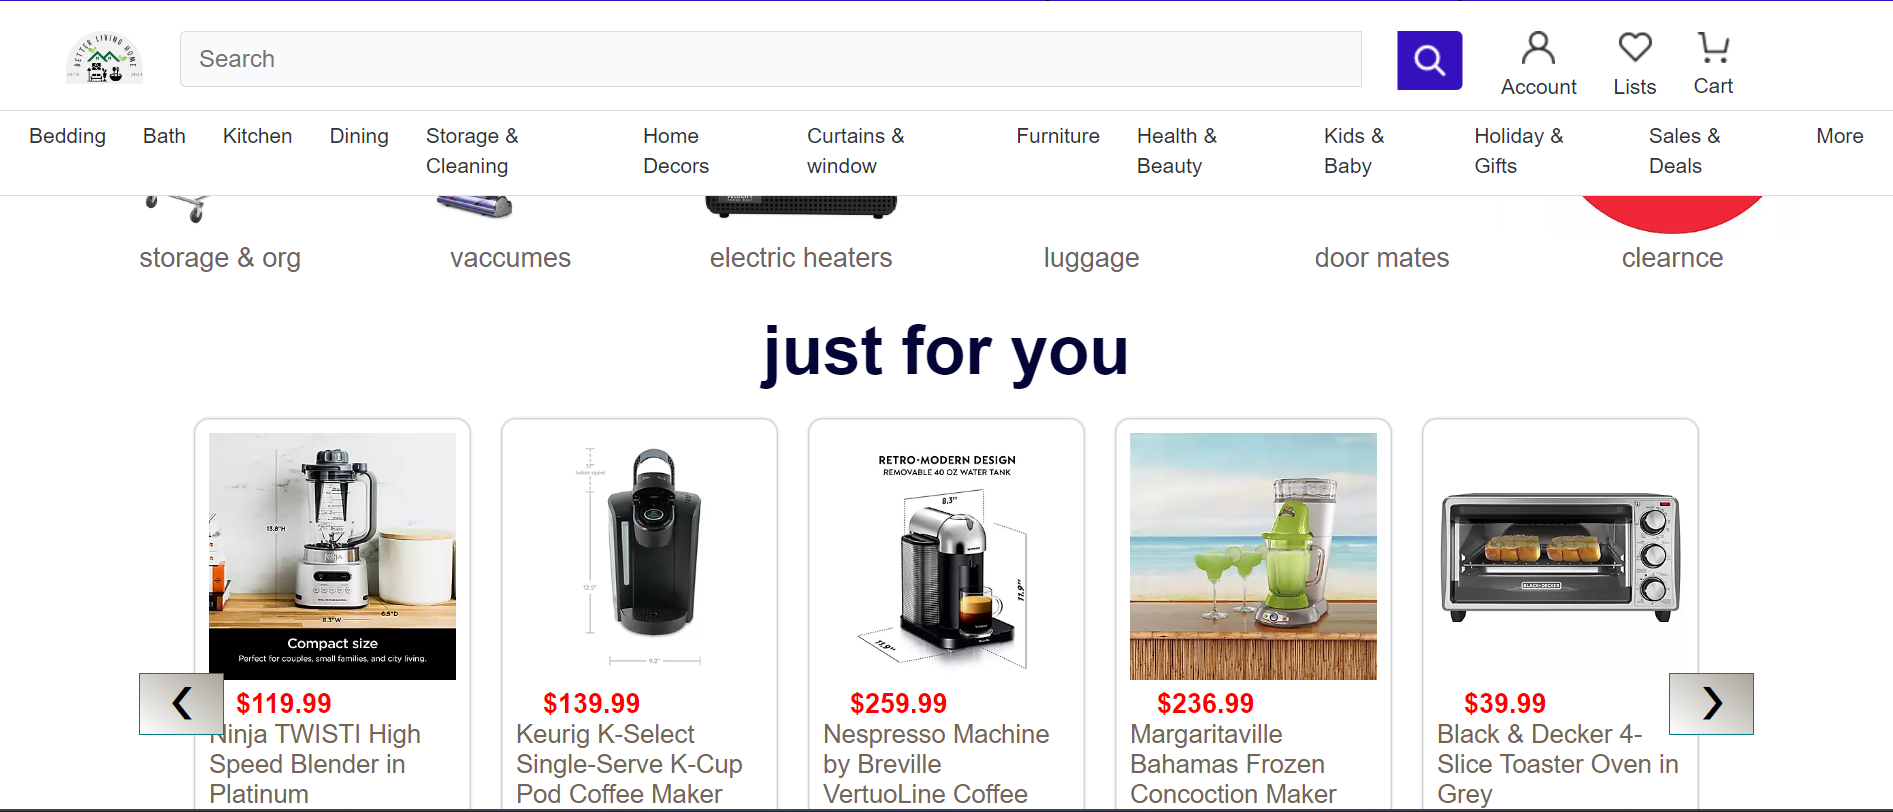 BETTER LIVING HOME
Search
Account
Lists
Cart
Bedding
Bath
Kitchen
Dining
Storage &
Cleaning
Home
Decors
Curtains &
window
Furniture
Health &
Beauty
Kids &
Baby
Holiday &
Gifts
Sales &
Deals
More
storage & org
vaccumes
electric heaters
luggage
door mates
clearnce
just for you
13.8"H
NINJA
8.3"W
6.5"D
Compact size
Perfect for couples, small families, and city living.
$119.99
Ninja TWISTI High
Speed Blender in
Platinum
17"
(when open)
12.5"
9.2"
$139.99
Keurig K-Select
Single-Serve K-Cup
Pod Coffee Maker
RETRO-MODERN DESIGN
REMOVABLE 40 OZ WATER TANK
8.3"
11.9"
11.9"
$259.99
Nespresso Machine
by Breville
VertuoLine Coffee
$236.99
Margaritaville
Bahamas Frozen
Concoction Maker
BLACK+DECKER
$39.99
Black & Decker 4-
Slice Toaster Oven in
Grey